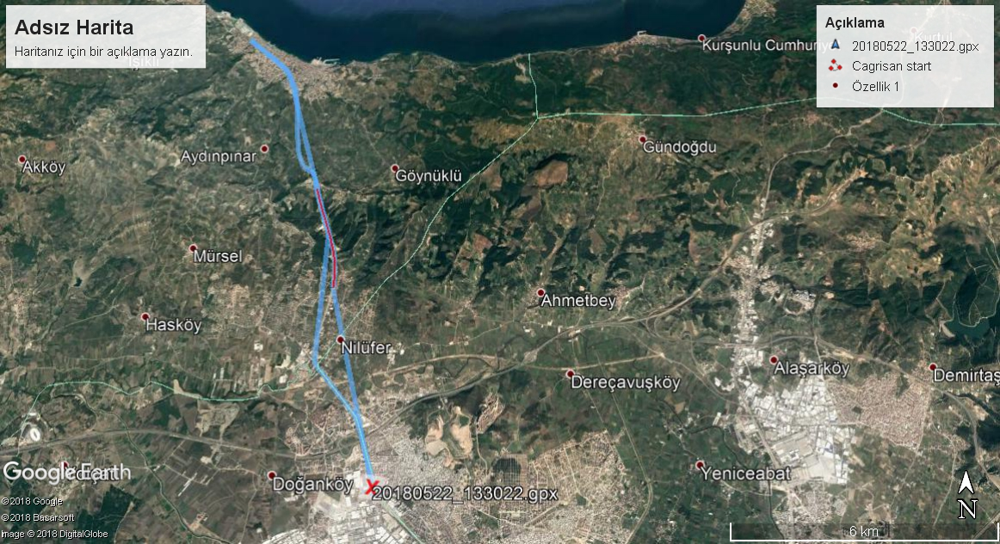 Adsız Harita
Haritanız için bir açıklama yazın.
Açıklama
20180522_133022.gpx
Cagrisan start
Özellik 1
Kurşunlu Cumhuriy
Gündoğdu
Aydınpınar
Akköy
Göynüklü
Mürsel
Ahmetbey
Hasköy
Nilüfer
Alaşarköy
Demirtaş
Dereçavuşköy
Yeniceabat
Google Earth
Doğanköy
X
20180522_133022.gpx
©2018 Google
©2018 Basarsoft
Image © 2018 DigitalGlobe
N
6 km